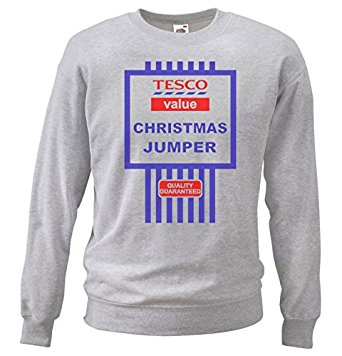 TESCO
value
CHRISTMAS
JUMPER
QUALITY
GUARANTEED